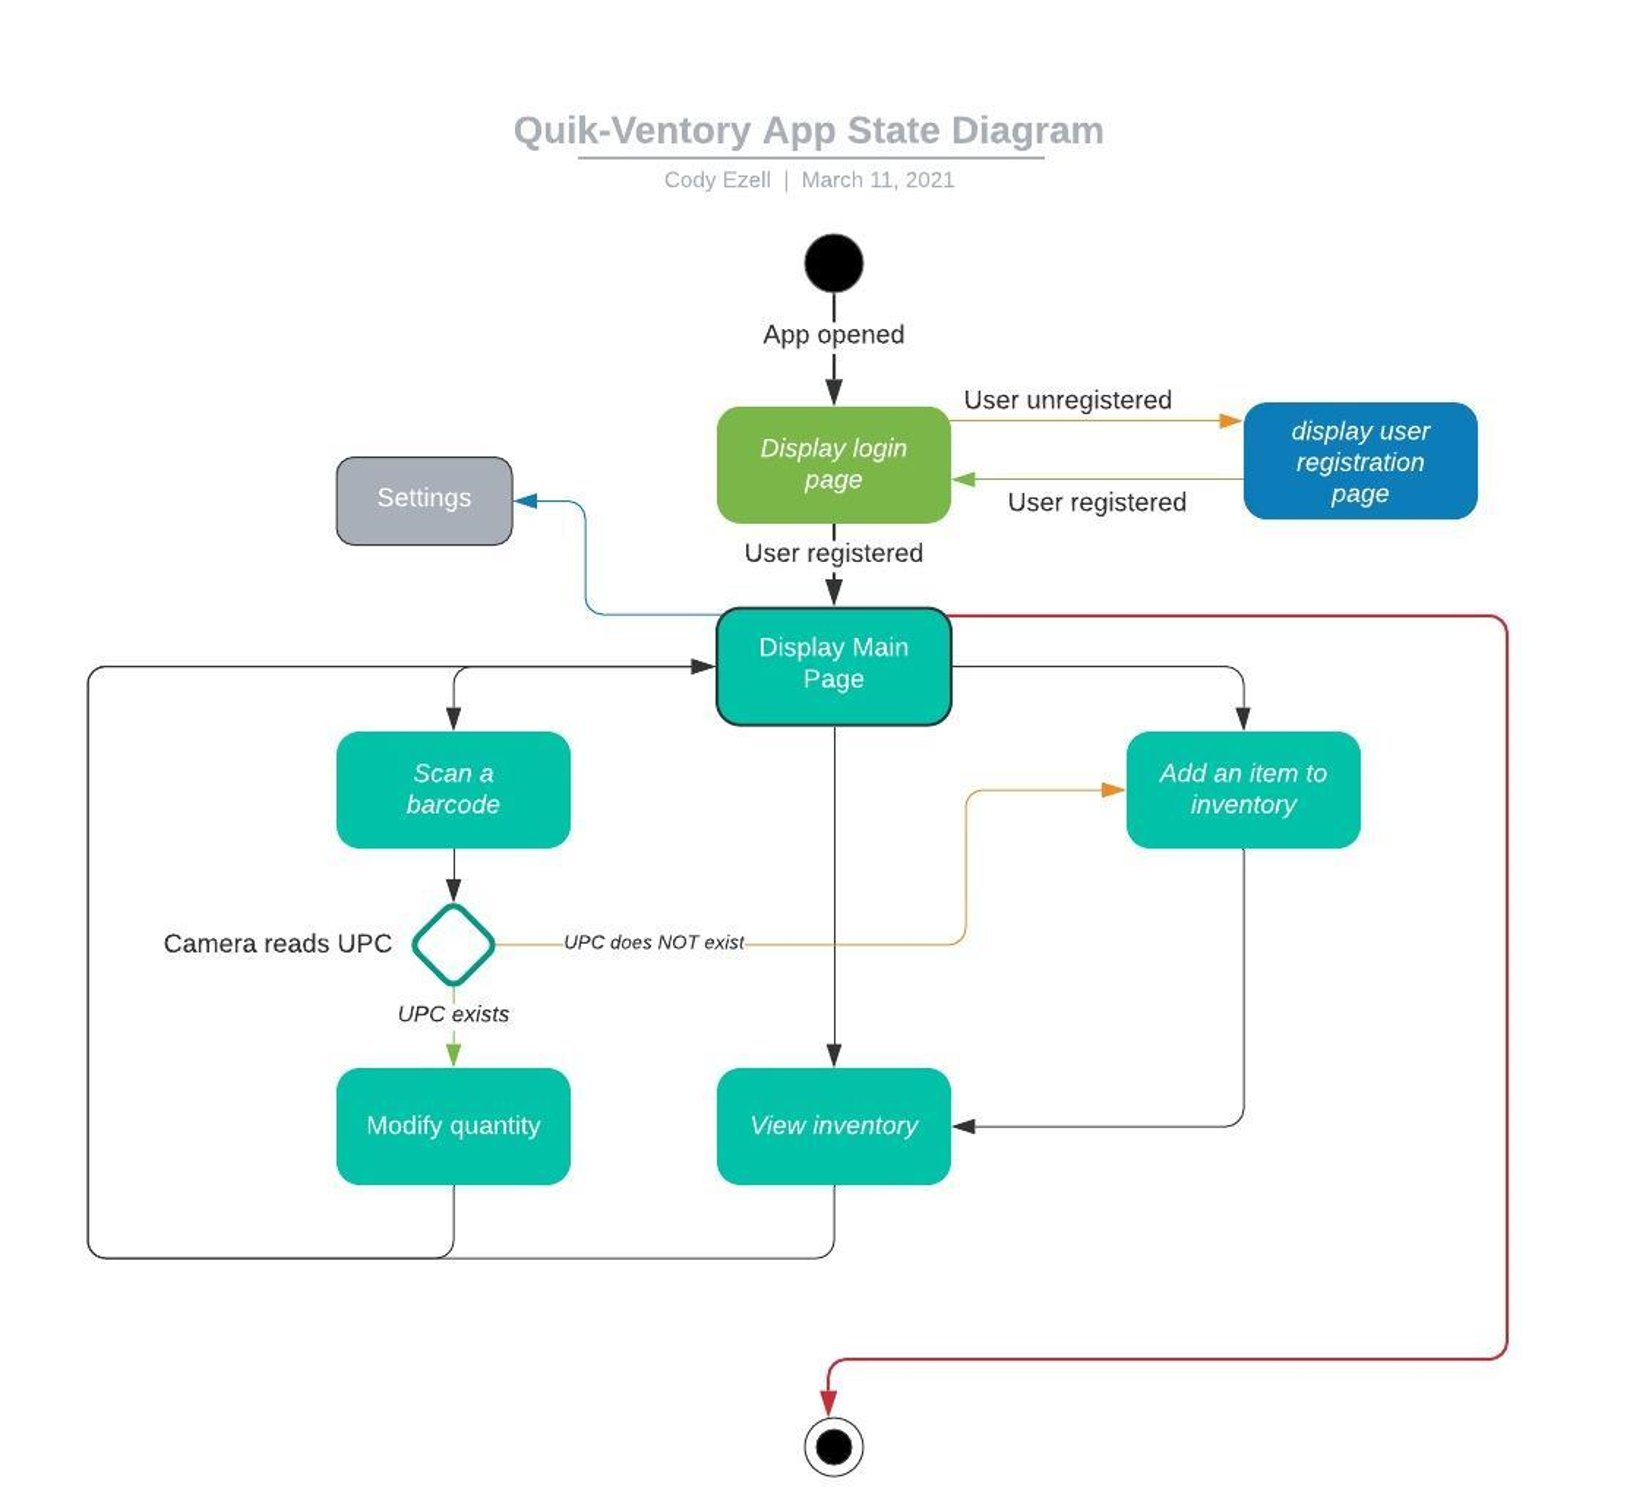 Quik-Ventory App State Diagram
Cody Ezell | March 11, 2021
App opened
User unregistered
Display login
page
display user
registration
page
Settings
User registered
User registered
Display Main
Page
Scan a
barcode
Add an item to
inventory
Camera reads UPC
UPC does NOT exist
UPC exists
Modify quantity
View inventory